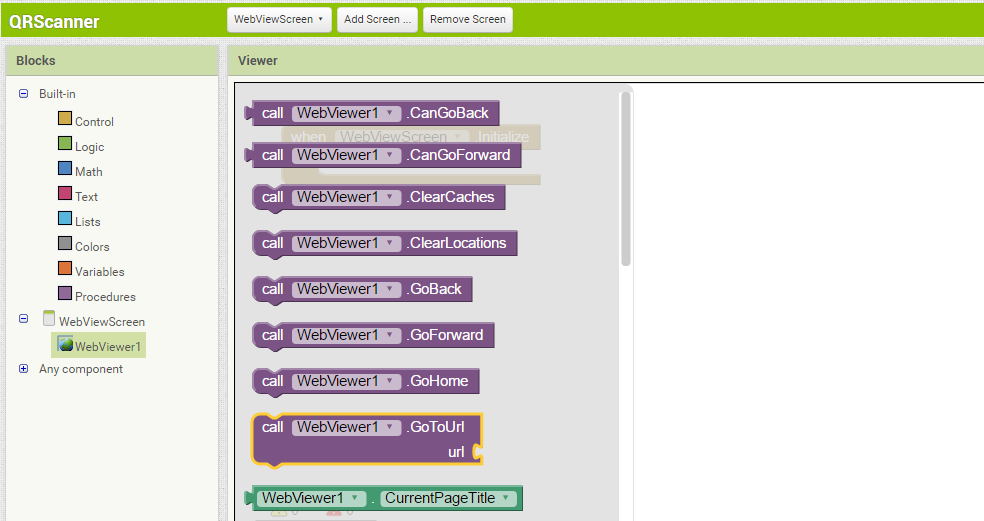 QRScanner
WebViewScreen
Add Screen ...
Remove Screen
Blocks
Built-in
Control
Logic
Math
Text
Lists
Colors
Variables
Procedures
WebViewScreen
WebViewer1
Any component
Viewer
call WebViewer1 .CanGoBack
when WebViewScreen .Initialize
call WebViewer1 .CanGoForward
call WebViewer1 .ClearCaches
call WebViewer1 .ClearLocations
call WebViewer1 .GoBack
call WebViewer1 .GoForward
call WebViewer1 .GoHome
call WebViewer1 .GoToUrl
url
WebViewer1 . CurrentPageTitle